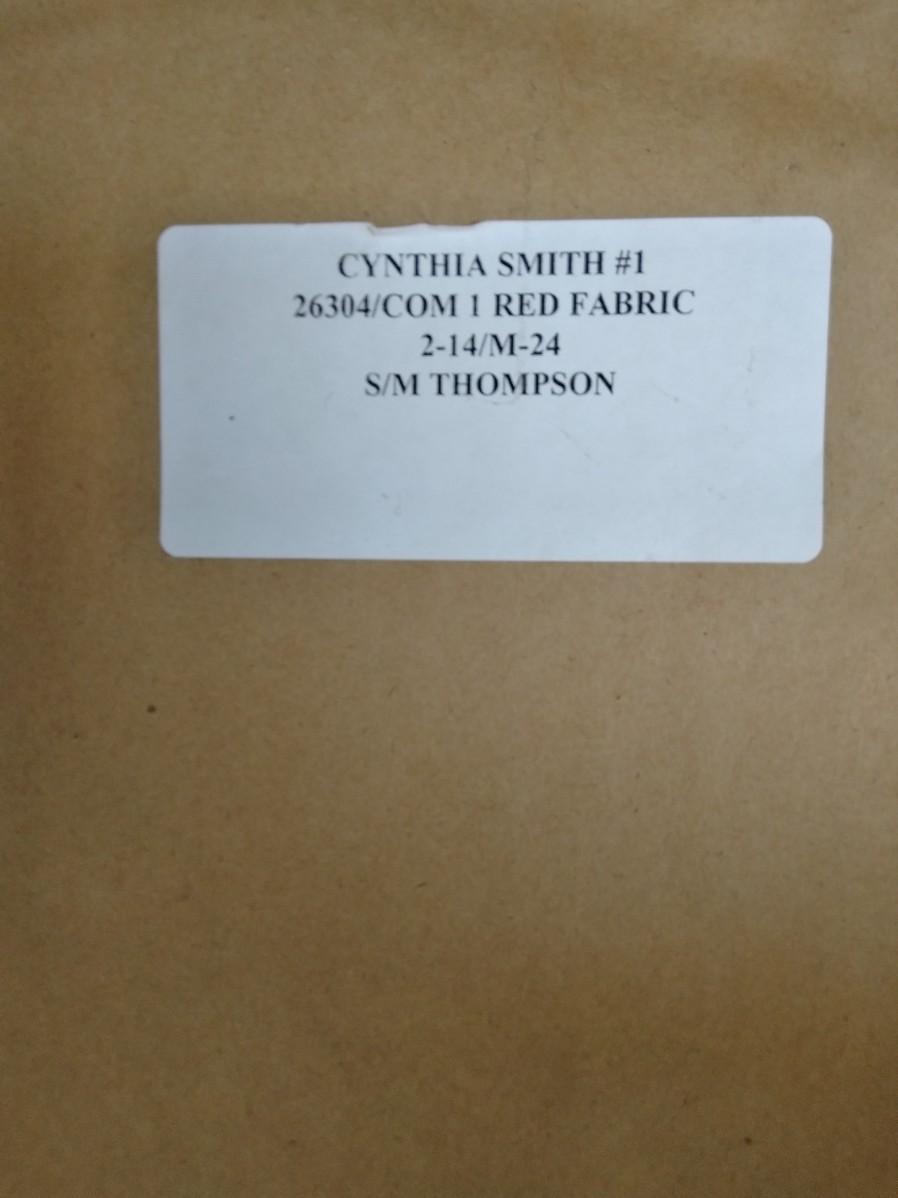 CYNTHIA SMITH #1
26304/COM 1 RED FABRIC
2-14/M-24
S/M THOMPSON